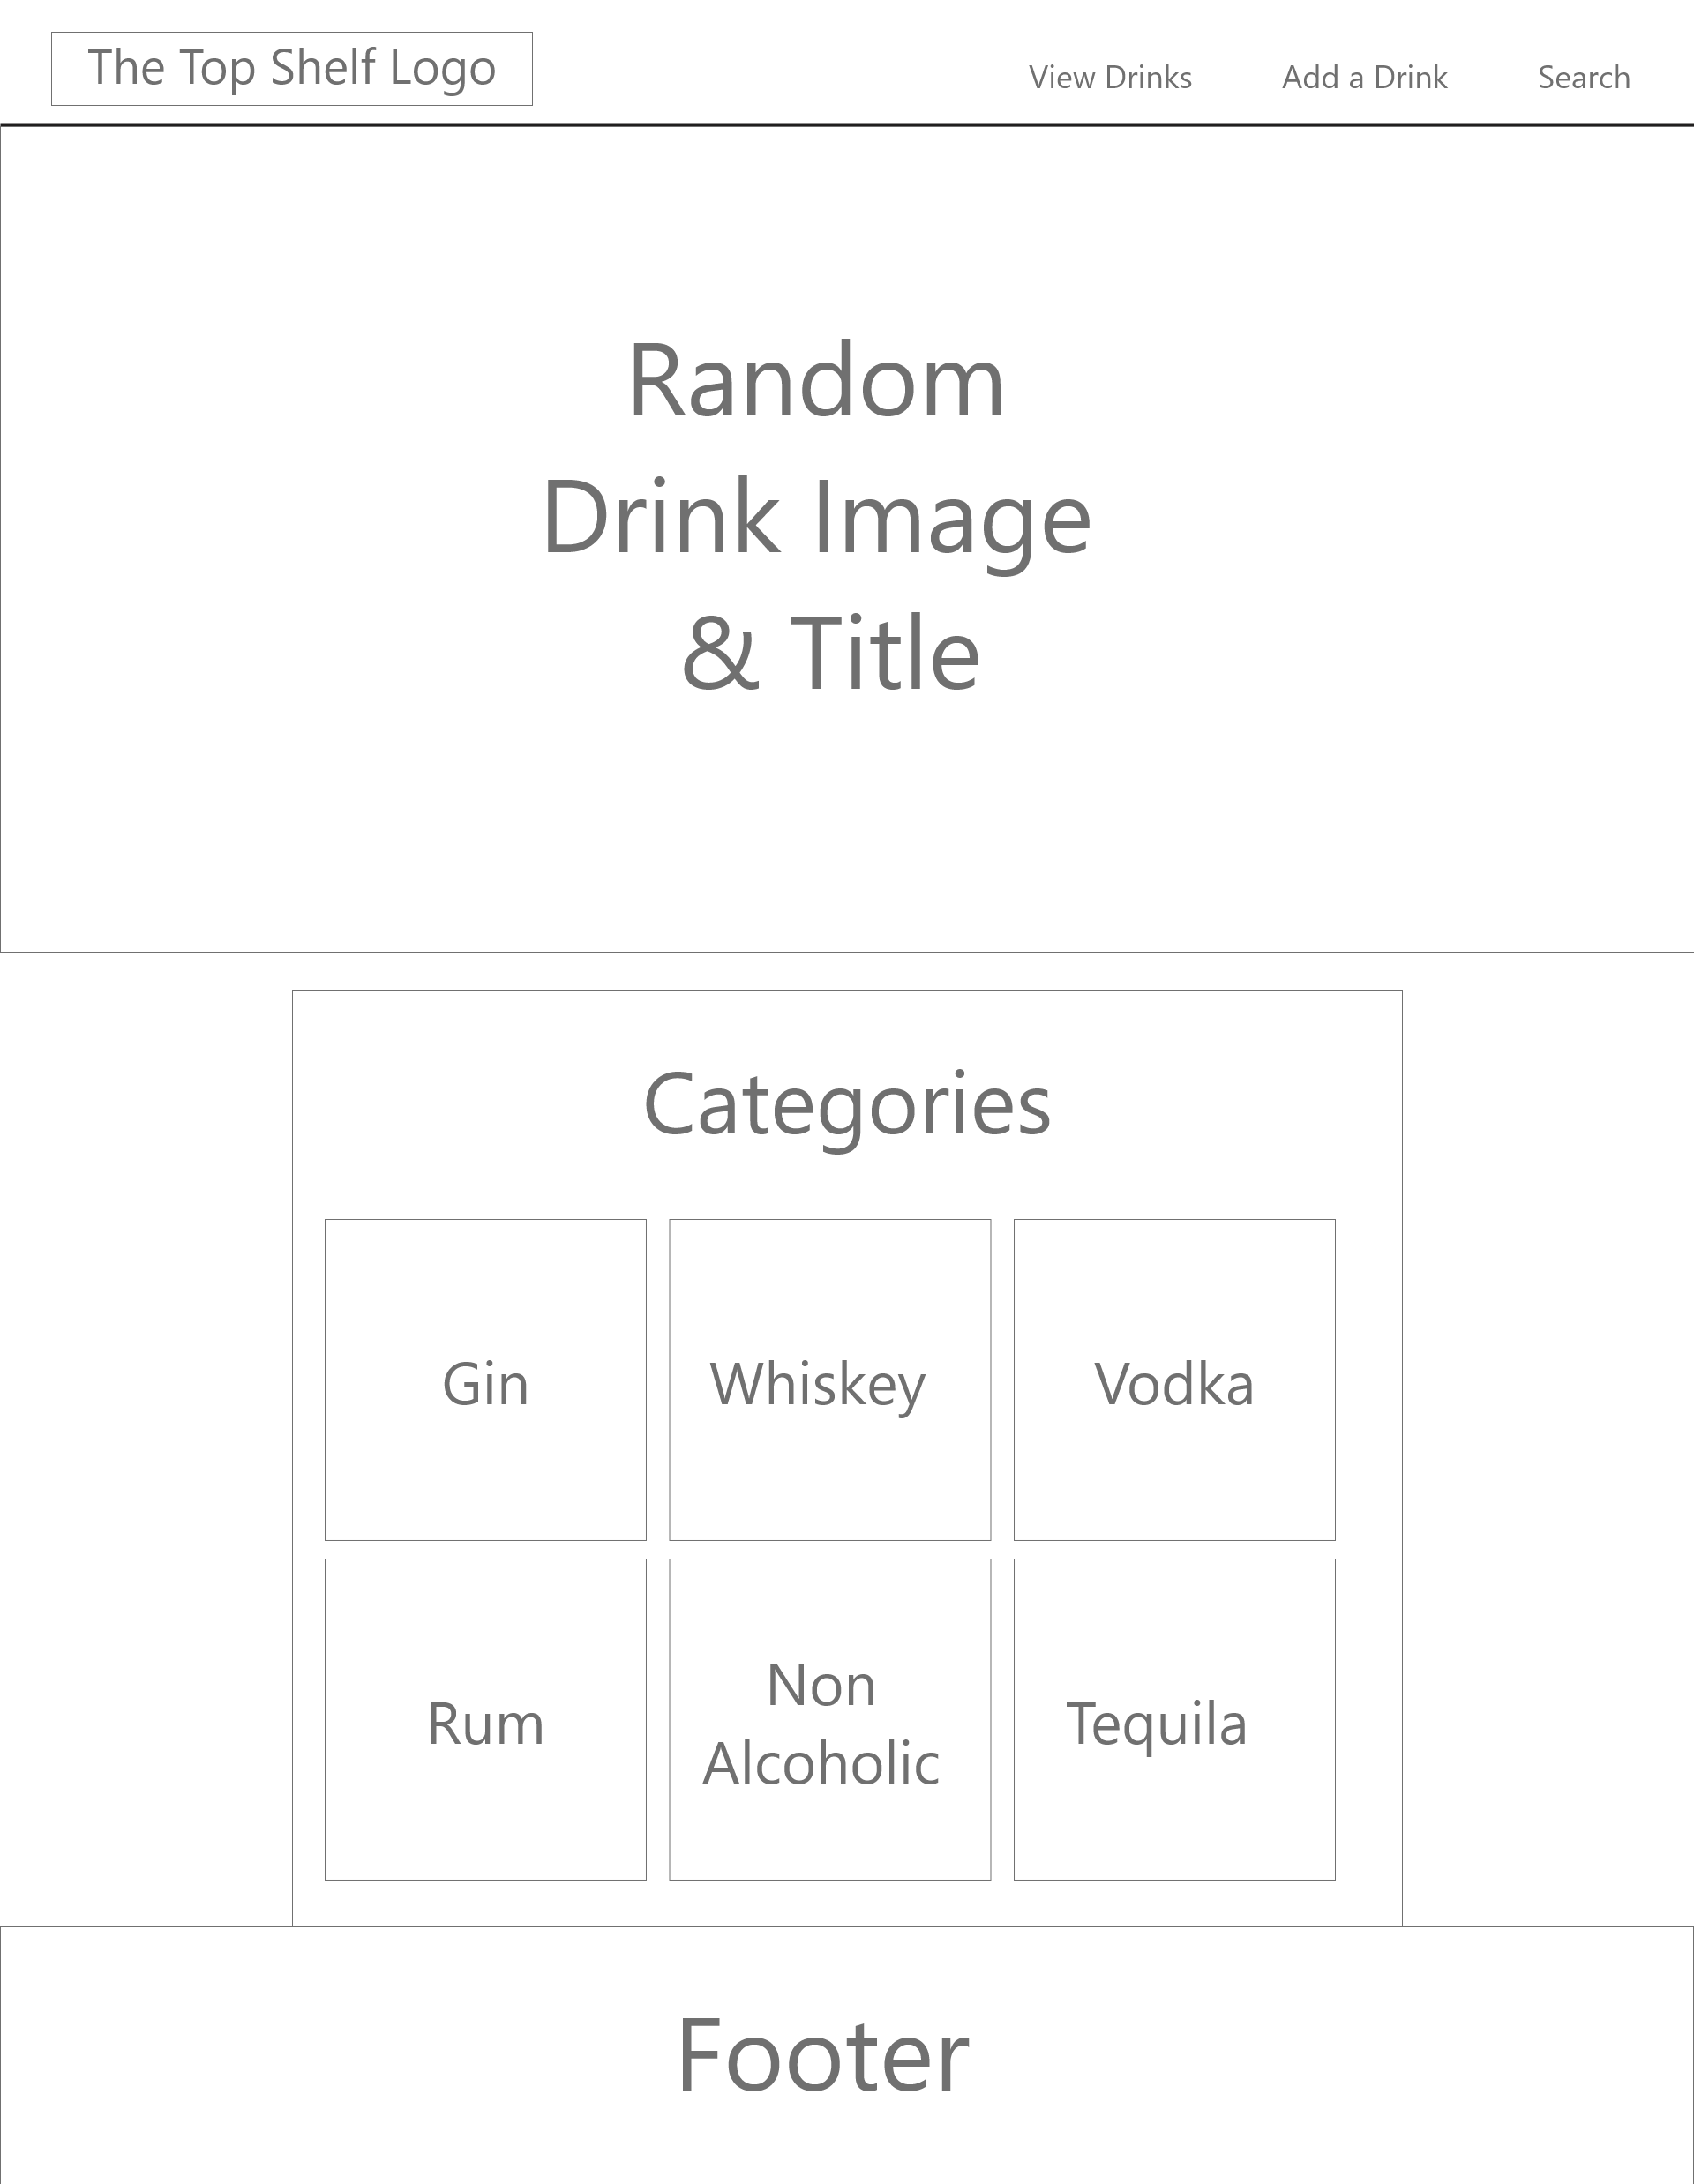 The Top Shelf Logo
View Drinks
Add a Drink
Search
Random
Drink Image
& Title
Categories
Gin
Whiskey
Vodka
Rum
Non
Alcoholic
Tequila
Footer